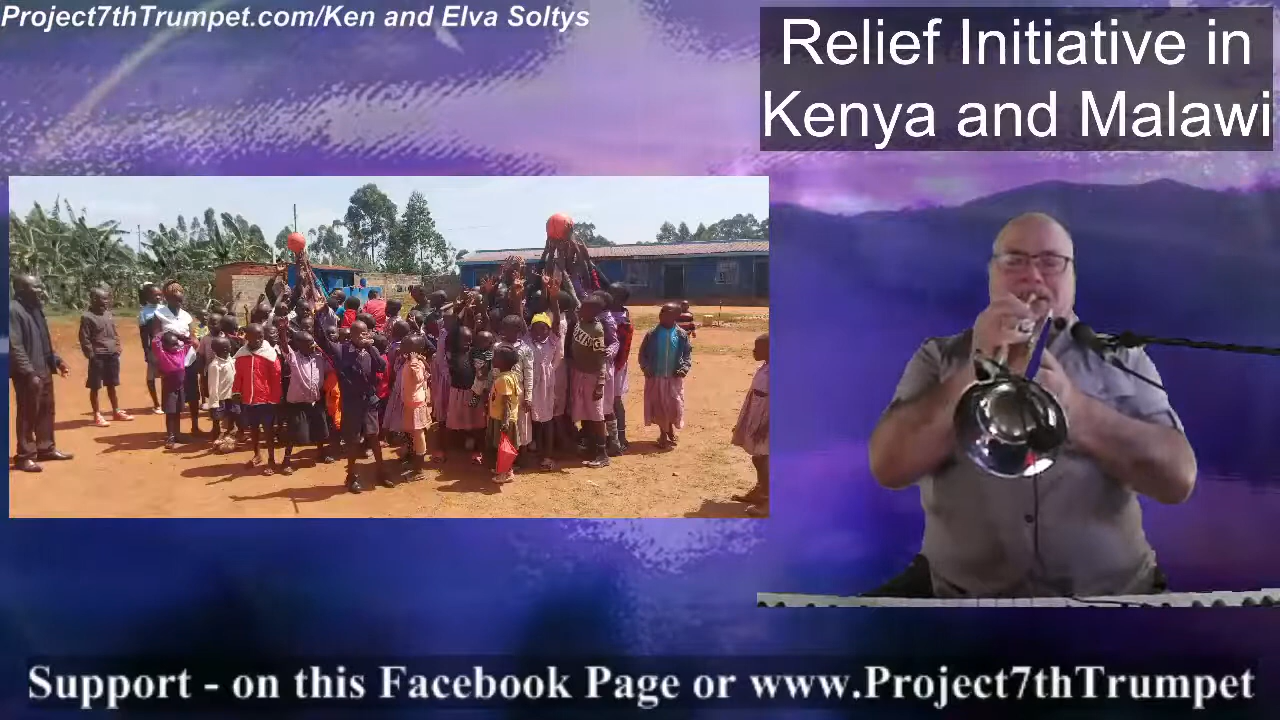 Project7thTrumpet.com/Ken and Elva Soltys
Relief Initiative in
Kenya and Malawi
VIKING
Support - on this Facebook Page or www.Project7thTrumpet